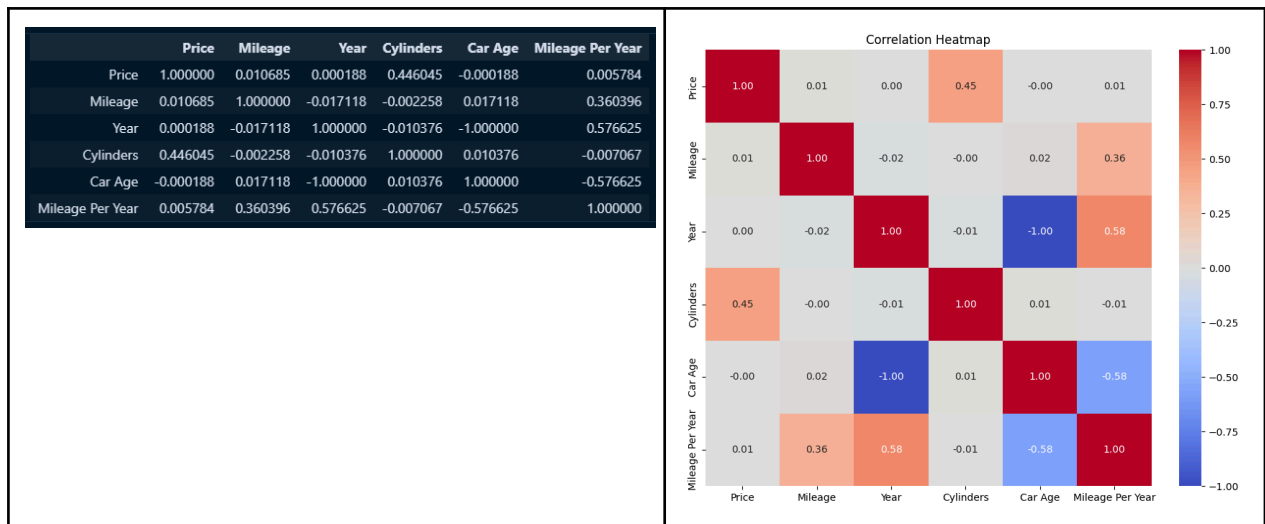 Price Mileage Year Cylinders Car Age Mileage Per Year
Price 1.000000 0.010685 0.000188 0.446045 -0.000188 0.005784
Mileage 0.010685 1.000000 -0.017118 -0.002258 0.017118 0.360396
Year 0.000188 -0.017118 1.000000 -0.010376 -1.000000 0.576625
Cylinders 0.446045 -0.002258 -0.010376 1.000000 0.010376 -0.007067
Car Age -0.000188 0.017118 -1.000000 0.010376 1.000000 -0.576625
Mileage Per Year 0.005784 0.360396 0.576625 -0.007067 -0.576625 1.000000
Correlation Heatmap
Price 1.00 0.01 0.00 0.45 -0.00 0.01
Mileage 0.01 1.00 -0.02 -0.00 0.02 0.36
Year 0.00 -0.02 1.00 -0.01 -1.00 0.58
Cylinders 0.45 -0.00 -0.01 1.00 0.01 -0.01
Car Age -0.00 0.02 -1.00 0.01 1.00 -0.58
Mileage Per Year 0.01 0.36 0.58 -0.01 -0.58 1.00
Price Mileage Year Cylinders Car Age Mileage Per Year
1.00
0.75
0.50
0.25
0.00
−0.25
−0.50
−0.75
−1.00